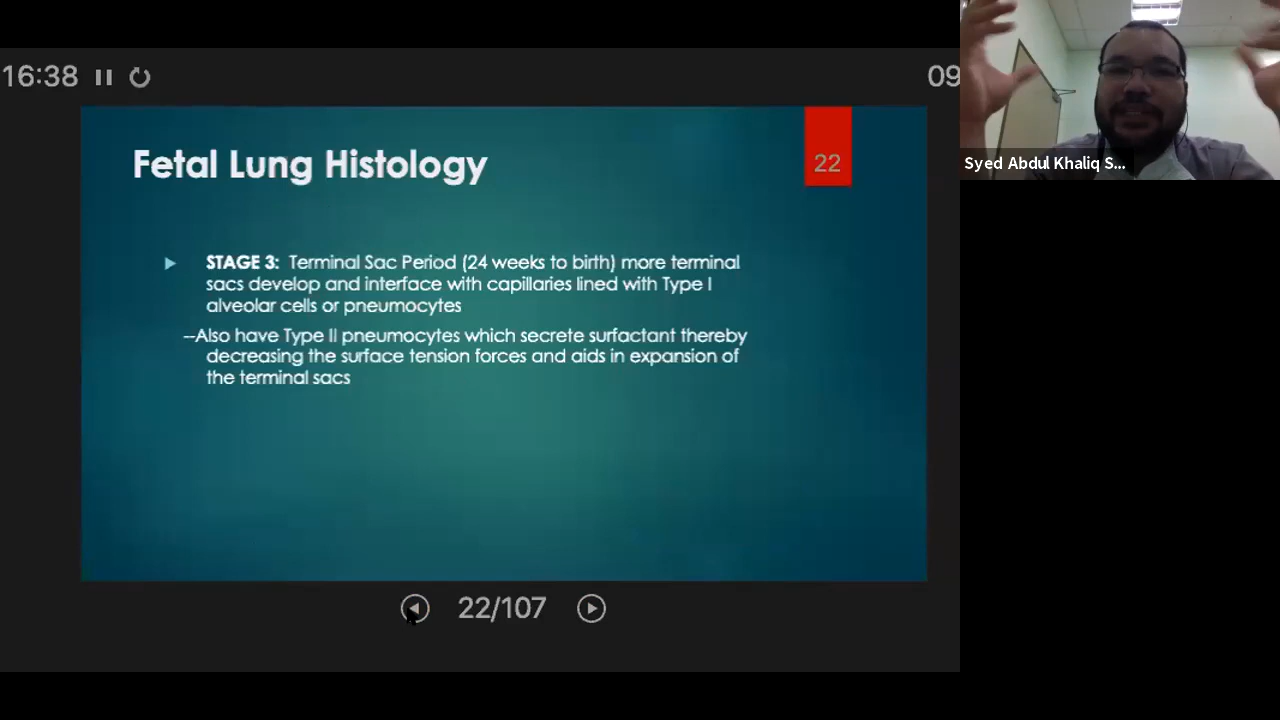 16:38
09
Syed Abdul Khaliq S...
Fetal Lung Histology
22
STAGE 3: Terminal Sac Period (24 weeks to birth) more terminal
sacs develop and interface with capillaries lined with Type I
alveolar cells or pneumocytes
--Also have Type II pneumocytes which secrete surfactant thereby
decreasing the surface tension forces and aids in expansion of
the terminal sacs
22/107